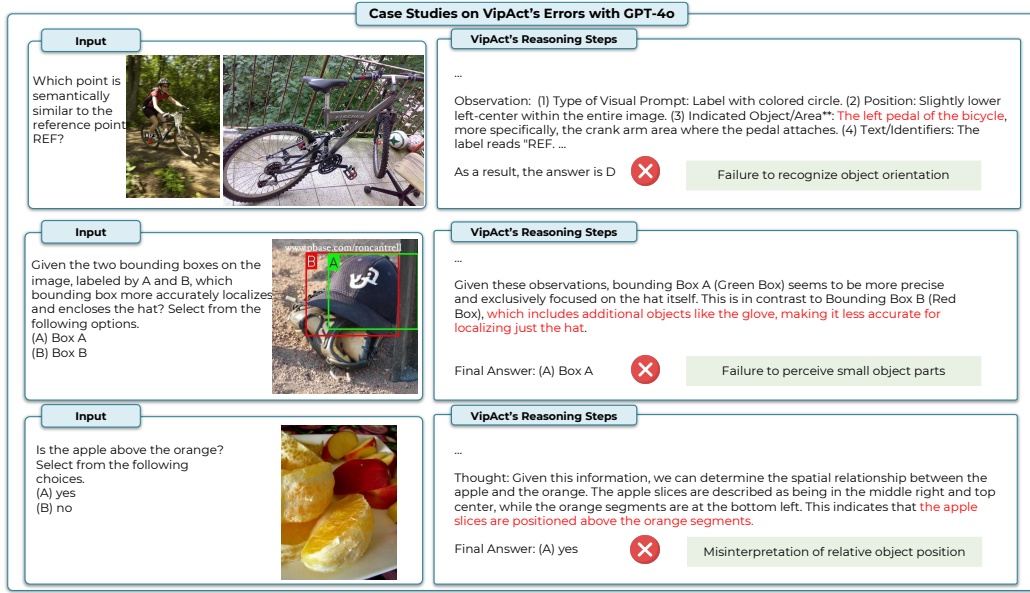 Case Studies on VipAct's Errors with GPT-4o
Input
Which point is
semantically
similar to the
reference point
REF?
VipAct's Reasoning Steps
...
Observation: (1) Type of Visual Prompt: Label with colored circle. (2) Position: Slightly lower
left-center within the entire image. (3) Indicated Object/Area**: The left pedal of the bicycle,
more specifically, the crank arm area where the pedal attaches. (4) Text/Identifiers: The
label reads "REF. ...
As a result, the answer is D
Failure to recognize object orientation
Input
Given the two bounding boxes on the
image, labeled by A and B, which
bounding box more accurately localizes
and encloses the hat? Select from the
following options.
(A) Box A
(B) Box B
www.pbase.com/roncantrell
B A
VipAct's Reasoning Steps
...
Given these observations, bounding Box A (Green Box) seems to be more precise
and exclusively focused on the hat itself. This is in contrast to Bounding Box B (Red
Box), which includes additional objects like the glove, making it less accurate for
localizing just the hat.
Final Answer: (A) Box A
Failure to perceive small object parts
Input
Is the apple above the orange?
Select from the following
choices.
(A) yes
(B) no
VipAct's Reasoning Steps
...
Thought: Given this information, we can determine the spatial relationship between the
apple and the orange. The apple slices are described as being in the middle right and top
center, while the orange segments are at the bottom left. This indicates that the apple
slices are positioned above the orange segments.
Final Answer: (A) yes
Misinterpretation of relative object position